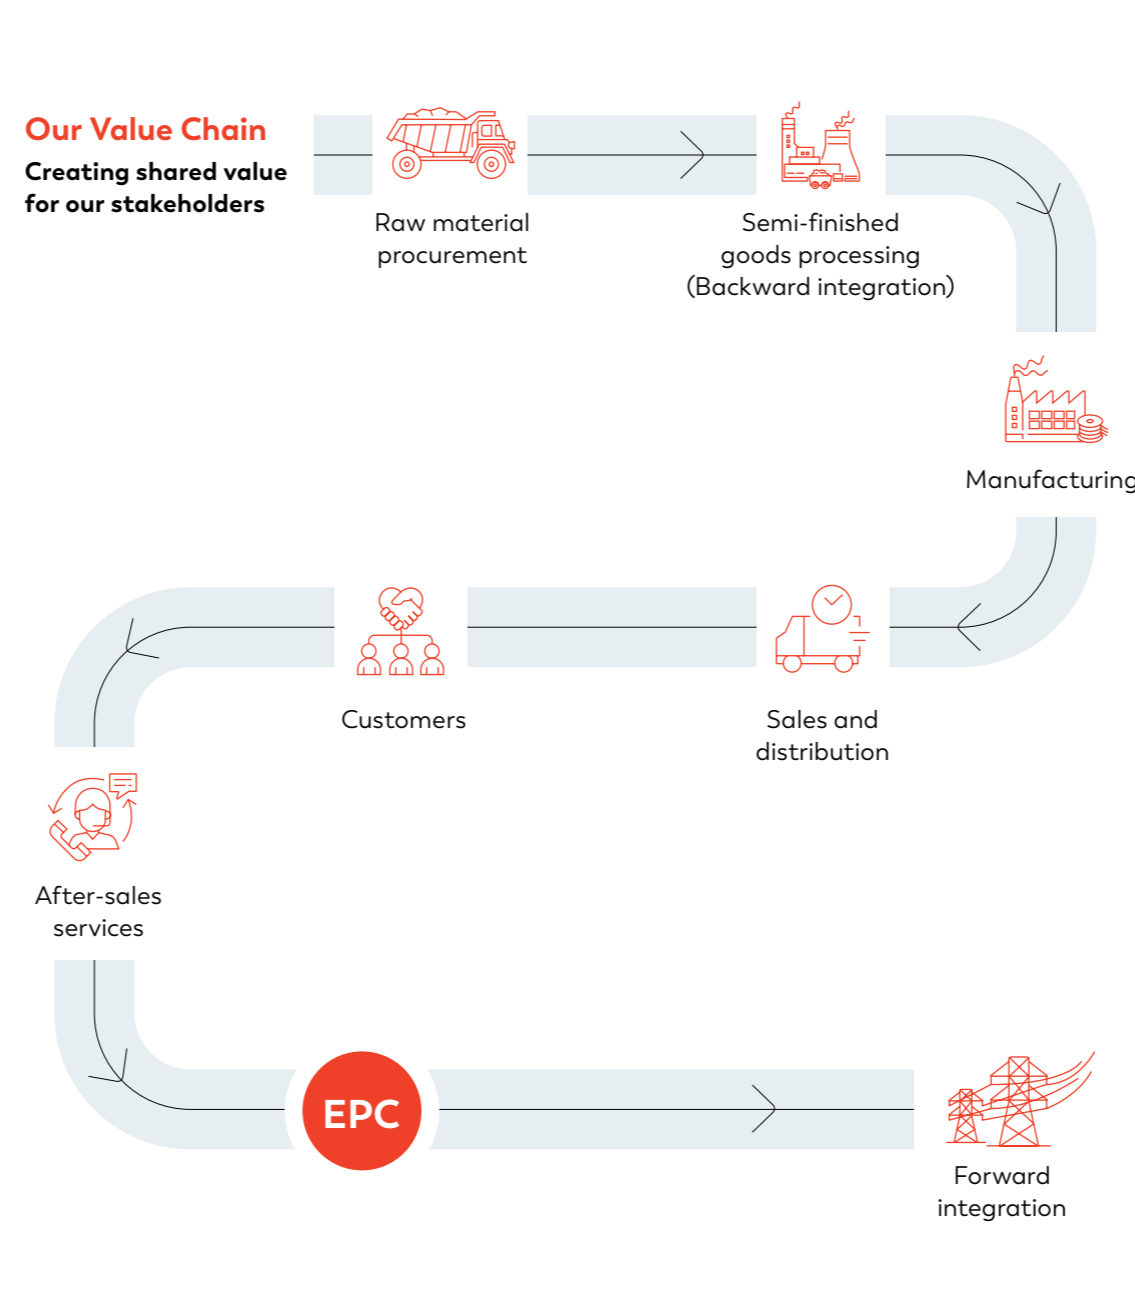 Our Value Chain
Creating shared value
for our stakeholders
Raw material
procurement
Semi-finished
goods processing
(Backward integration)
Manufacturing
Sales and
distribution
Customers
After-sales
services
EPC
Forward
integration